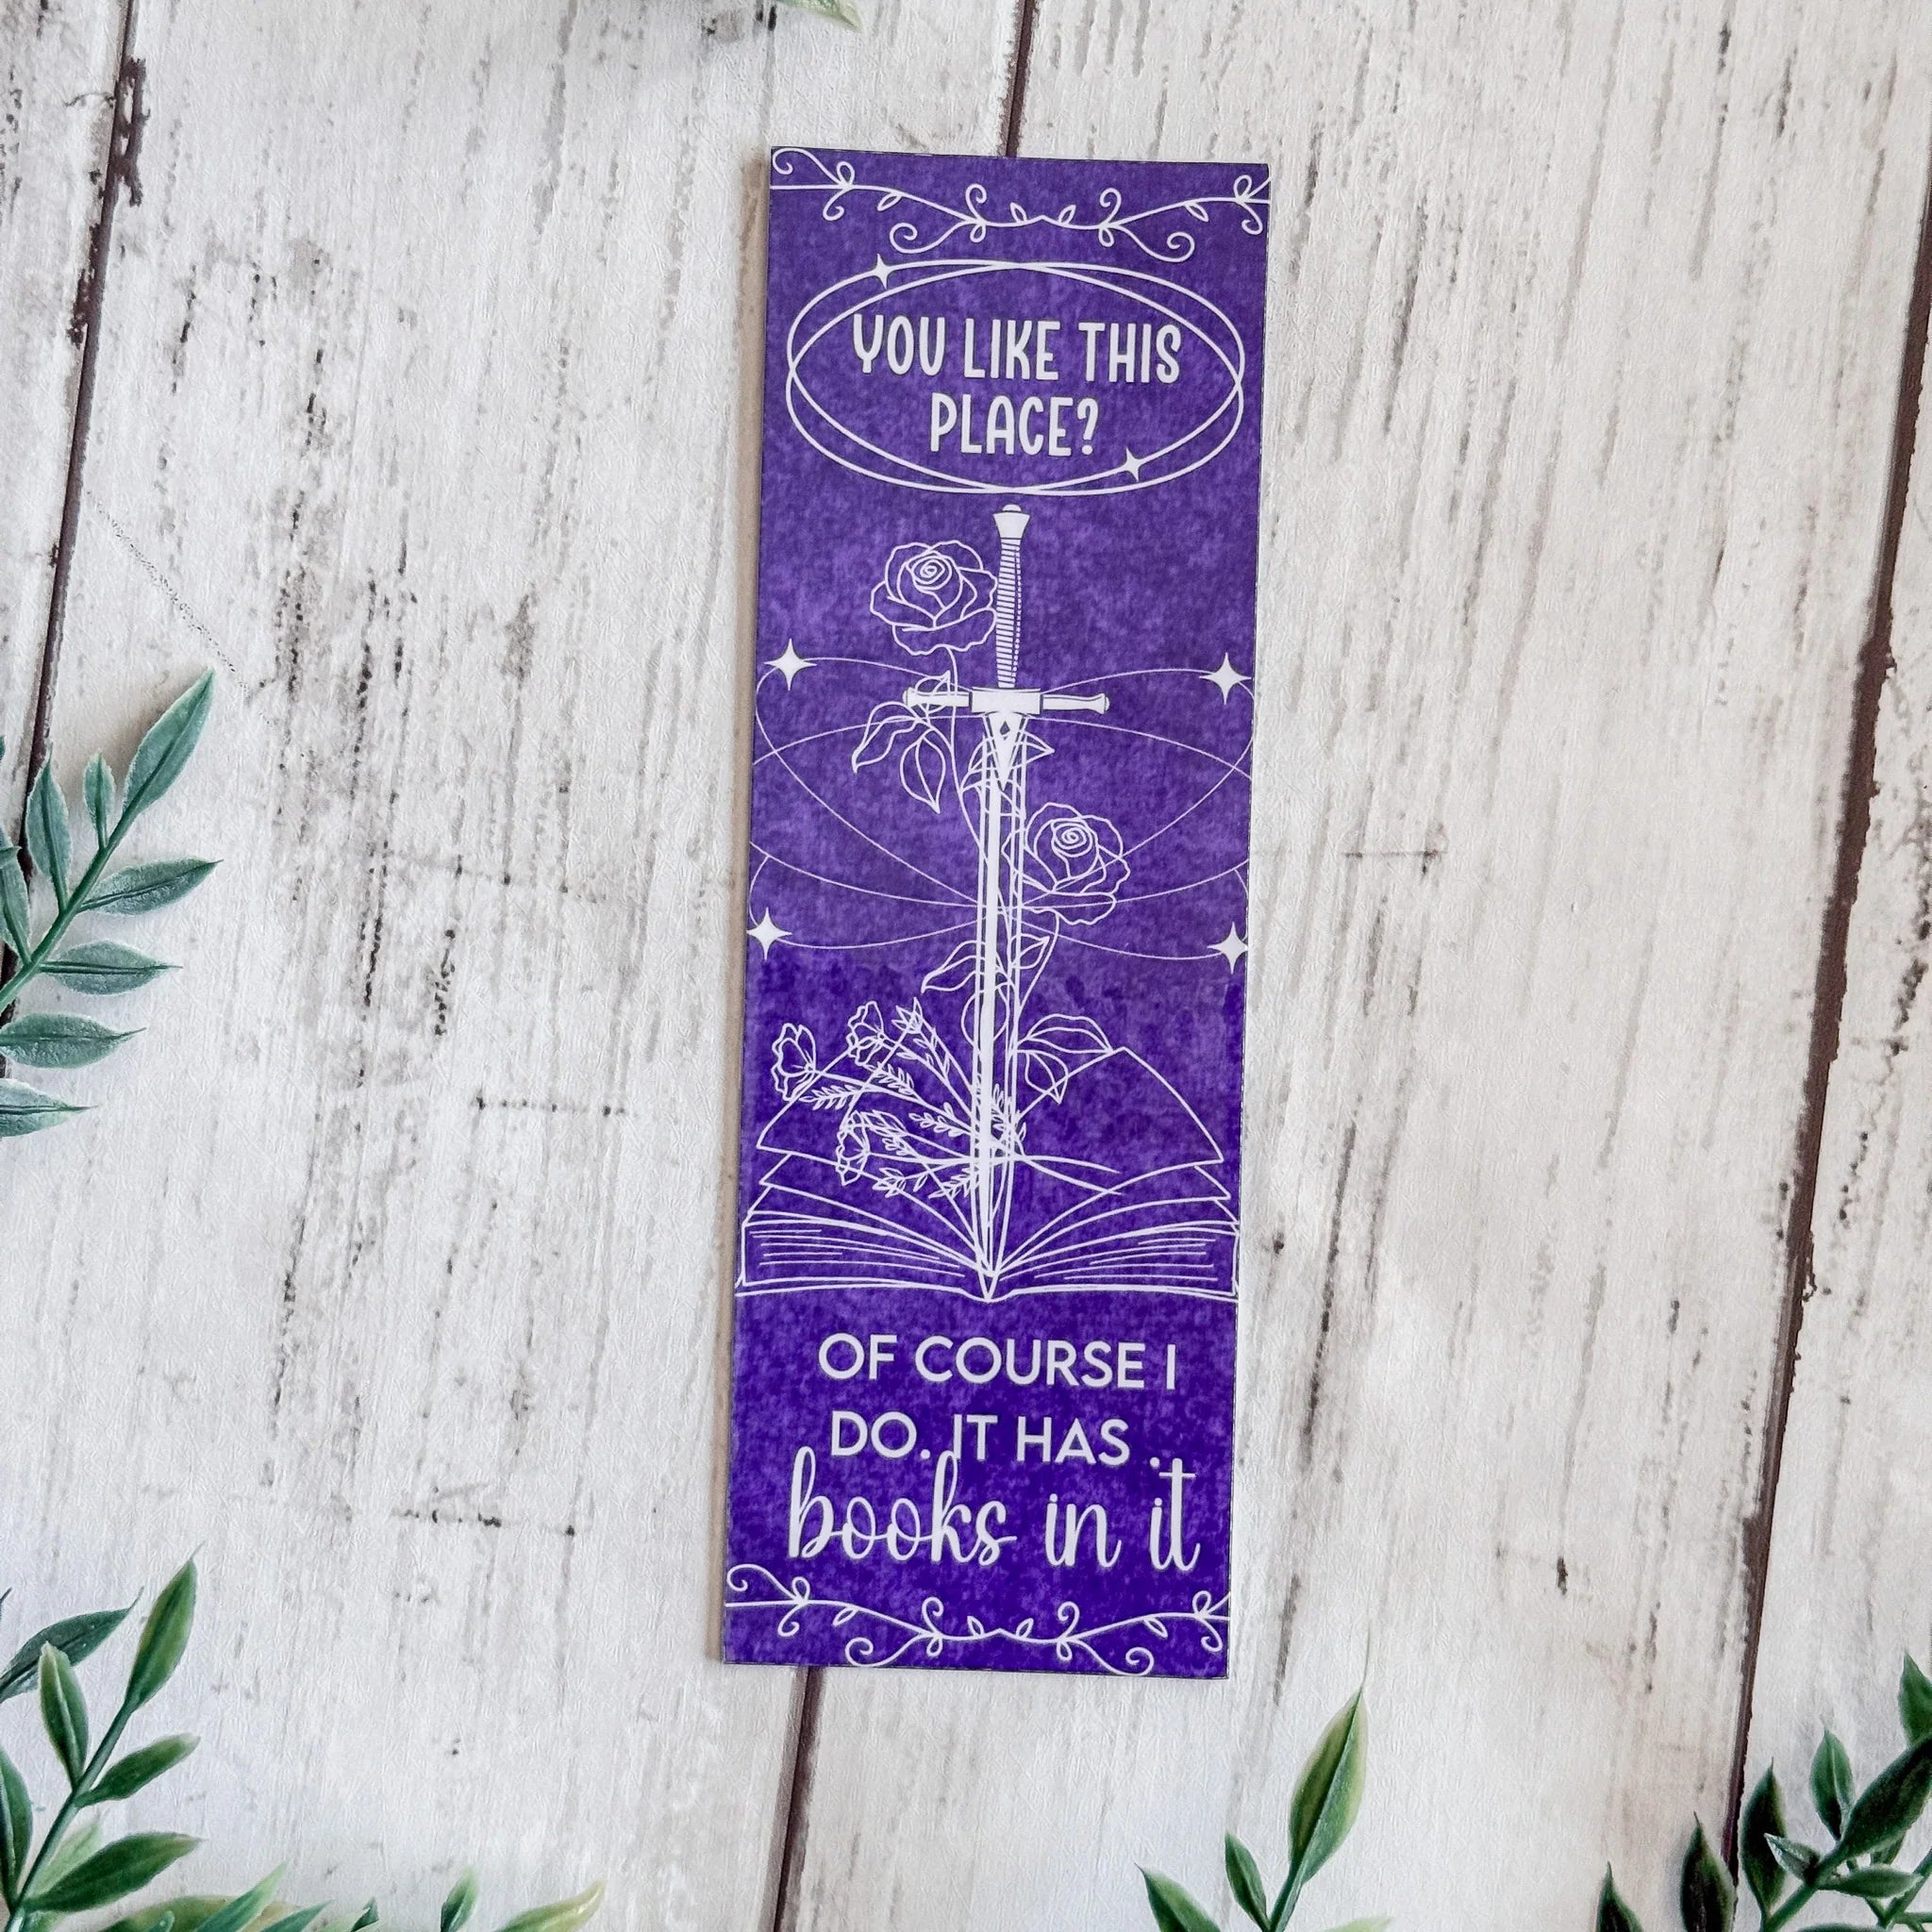 YOU LIKE THIS
PLACE?
OF COURSE I
DO. IT HAS
books in it